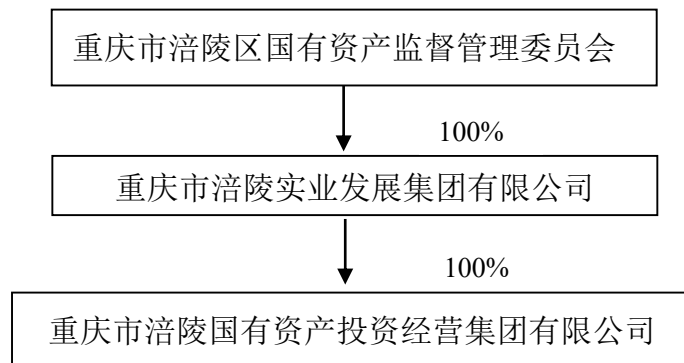 重庆市涪陵区国有资产监督管理委员会
100%
重庆市涪陵实业发展集团有限公司
100%
重庆市涪陵国有资产投资经营集团有限公司